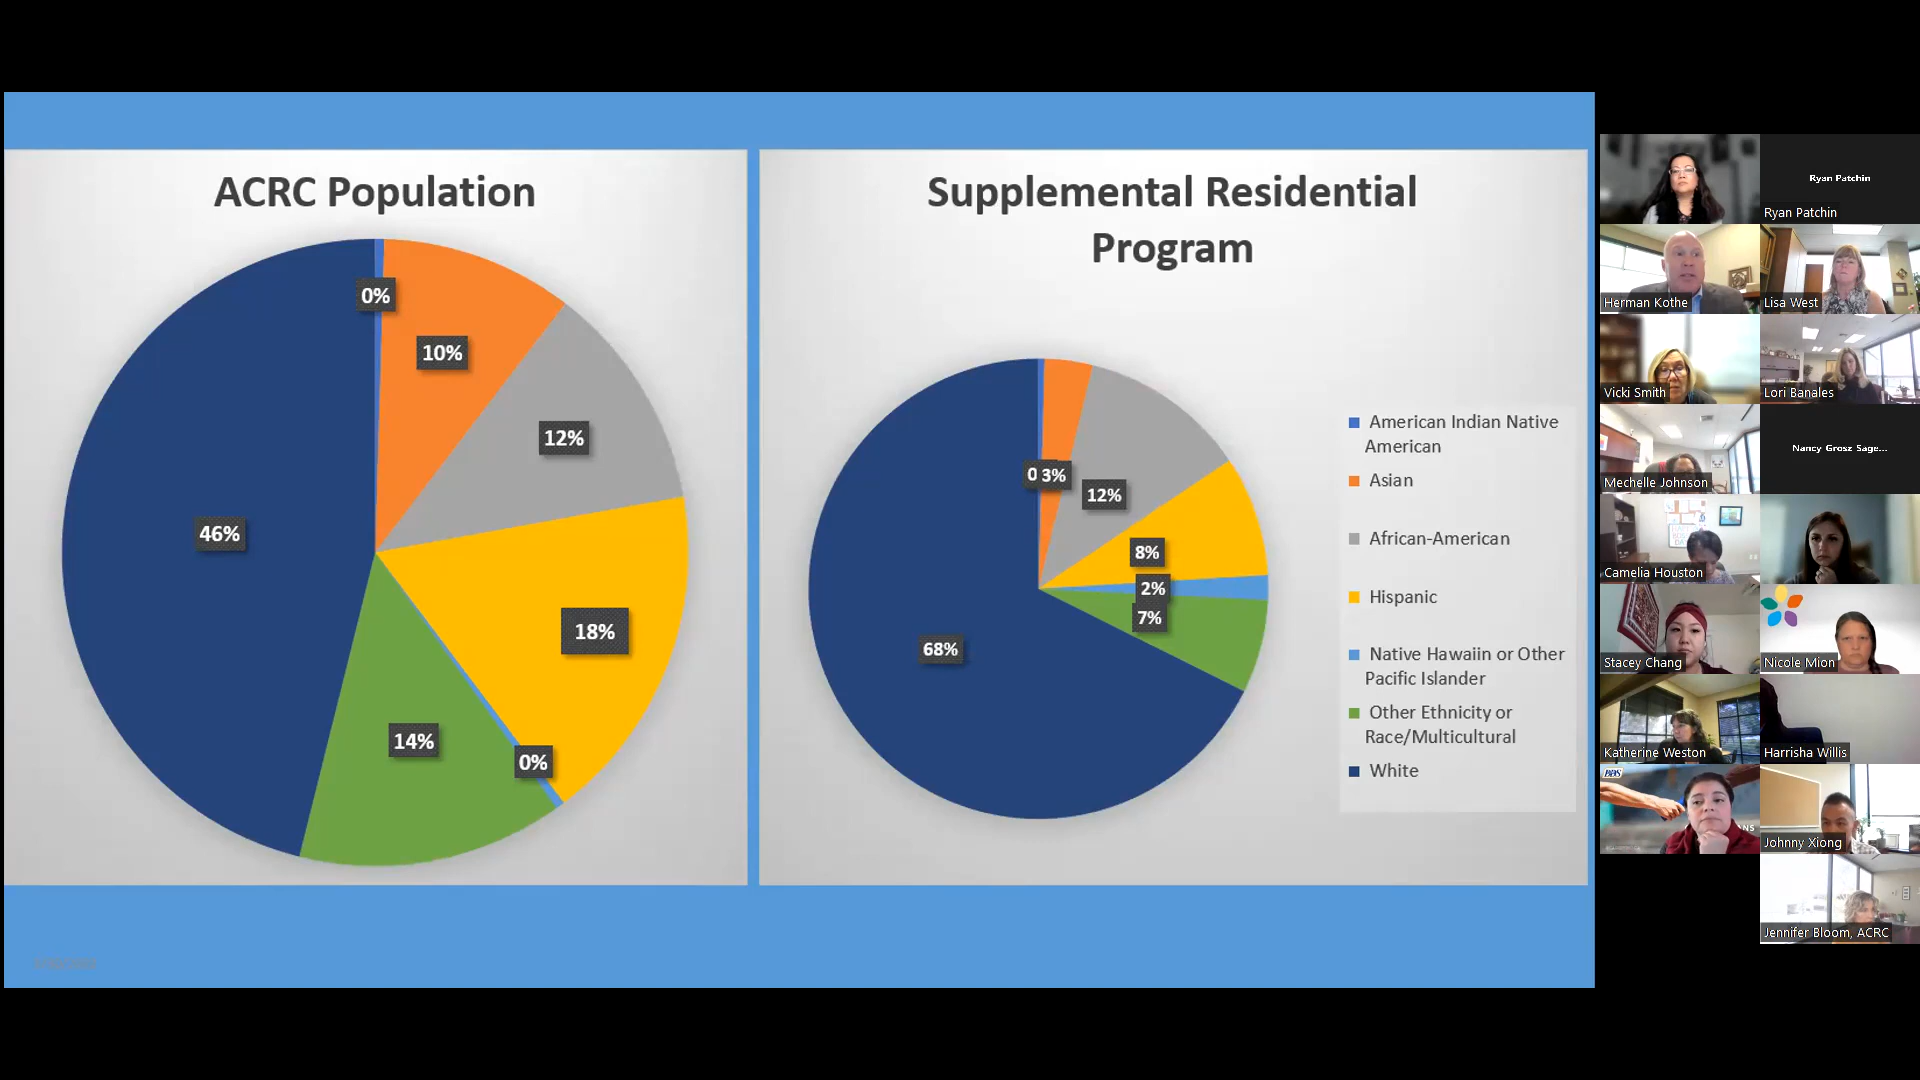 ACRC Population
0%
10%
12%
46%
18%
14%
0%
Supplemental Residential
Program
0
3%
12%
8%
2%
7%
68%
American Indian Native
American
Asian
African-American
Hispanic
Native Hawaiin or Other
Pacific Islander
Other Ethnicity or
Race/Multicultural
White
Ryan Patchin
Ryan Patchin
Herman Kothe
Lisa West
Vicki Smith
Lori Banales
Mechelle Johnson
Nancy Grosz Sage...
Camelia Houston
Stacey Chang
Nicole Mion
Katherine Weston
Harrisha Willis
Johnny Xiong
Jennifer Bloom, ACRC